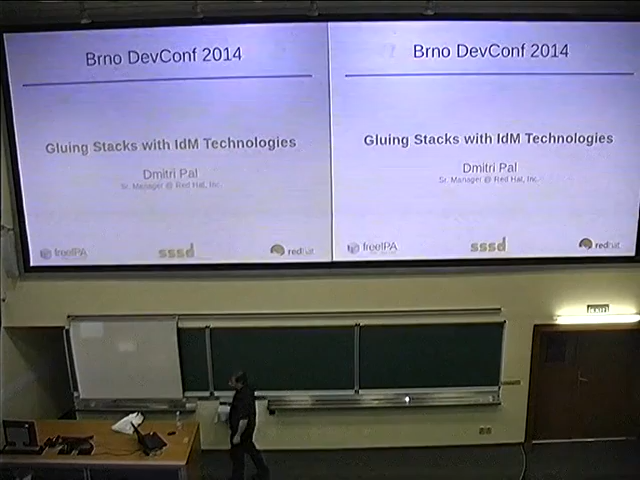 Brno DevConf 2014
Gluing Stacks with IdM Technologies
Dmitri Pal
Sr. Manager @ Red Hat, Inc.
freeIPA
sssd
redhat
Brno DevConf 2014
Gluing Stacks with IdM Technologies
Dmitri Pal
Sr. Manager @ Red Hat, Inc.
freeIPA
sssd
redhat